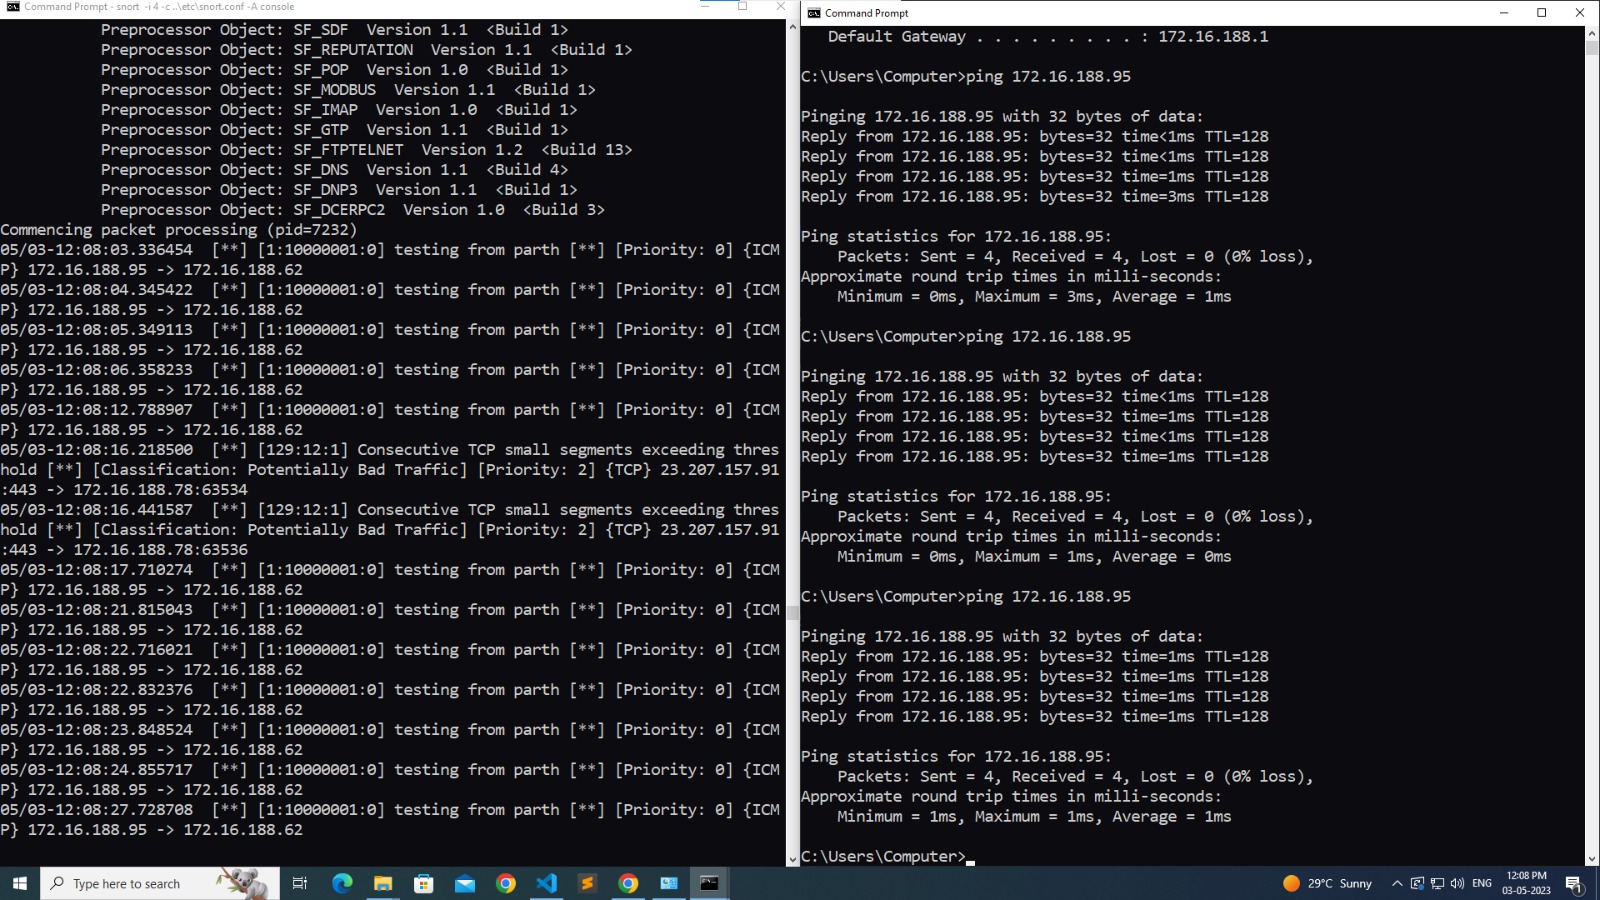 Command Prompt - snort -i 4 -c ..\etc\snort.conf -A console
Preprocessor Object: SF_SDF Version 1.1 <Build 1>
Preprocessor Object: SF_REPUTATION Version 1.1 <Build 1>
Preprocessor Object: SF_POP Version 1.0 <Build 1>
Preprocessor Object: SF_MODBUS Version 1.1 <Build 1>
Preprocessor Object: SF_IMAP Version 1.0 <Build 1>
Preprocessor Object: SF_GTP Version 1.1 <Build 1>
Preprocessor Object: SF_FTPTELNET Version 1.2 <Build 13>
Preprocessor Object: SF_DNS Version 1.1 <Build 4>
Preprocessor Object: SF_DNP3 Version 1.1 <Build 1>
Preprocessor Object: SF_DCERPC2 Version 1.0 <Build 3>
Commencing packet processing (pid=7232)
05/03-12:08:03.336454 [**] [1:10000001:0] testing from parth [**] [Priority: 0] {ICM
P} 172.16.188.95 -> 172.16.188.62
05/03-12:08:04.345422 [**] [1:10000001:0] testing from parth [**] [Priority: 0] {ICM
P} 172.16.188.95 -> 172.16.188.62
05/03-12:08:05.349113 [**] [1:10000001:0] testing from parth [**] [Priority: 0] {ICM
P} 172.16.188.95 -> 172.16.188.62
05/03-12:08:06.358233 [**] [1:10000001:0] testing from parth [**] [Priority: 0] {ICM
P} 172.16.188.95 -> 172.16.188.62
05/03-12:08:12.788907 [**] [1:10000001:0] testing from parth [**] [Priority: 0] {ICM
P} 172.16.188.95 -> 172.16.188.62
05/03-12:08:16.218500 [**] [129:12:1] Consecutive TCP small segments exceeding thres
hold [**] [Classification: Potentially Bad Traffic] [Priority: 2] {TCP} 23.207.157.91
:443 -> 172.16.188.78:63534
05/03-12:08:16.441587 [**] [129:12:1] Consecutive TCP small segments exceeding thres
hold [**] [Classification: Potentially Bad Traffic] [Priority: 2] {TCP} 23.207.157.91
:443 -> 172.16.188.78:63536
05/03-12:08:17.710274 [**] [1:10000001:0] testing from parth [**] [Priority: 0] {ICM
P} 172.16.188.95 -> 172.16.188.62
05/03-12:08:21.815043 [**] [1:10000001:0] testing from parth [**] [Priority: 0] {ICM
P} 172.16.188.95 -> 172.16.188.62
05/03-12:08:22.716021 [**] [1:10000001:0] testing from parth [**] [Priority: 0] {ICM
P} 172.16.188.95 -> 172.16.188.62
05/03-12:08:22.832376 [**] [1:10000001:0] testing from parth [**] [Priority: 0] {ICM
P} 172.16.188.95 -> 172.16.188.62
05/03-12:08:23.848524 [**] [1:10000001:0] testing from parth [**] [Priority: 0] {ICM
P} 172.16.188.95 -> 172.16.188.62
05/03-12:08:24.855717 [**] [1:10000001:0] testing from parth [**] [Priority: 0] {ICM
P} 172.16.188.95 -> 172.16.188.62
05/03-12:08:27.728708 [**] [1:10000001:0] testing from parth [**] [Priority: 0] {ICM
P} 172.16.188.95 -> 172.16.188.62
Command Prompt
Default Gateway . . . . . . . . . : 172.16.188.1
C:\Users\Computer>ping 172.16.188.95
Pinging 172.16.188.95 with 32 bytes of data:
Reply from 172.16.188.95: bytes=32 time<1ms TTL=128
Reply from 172.16.188.95: bytes=32 time<1ms TTL=128
Reply from 172.16.188.95: bytes=32 time=1ms TTL=128
Reply from 172.16.188.95: bytes=32 time=3ms TTL=128
Ping statistics for 172.16.188.95:
Packets: Sent = 4, Received = 4, Lost = 0 (0% loss),
Approximate round trip times in milli-seconds:
Minimum = 0ms, Maximum = 3ms, Average = 1ms
C:\Users\Computer>ping 172.16.188.95
Pinging 172.16.188.95 with 32 bytes of data:
Reply from 172.16.188.95: bytes=32 time<1ms TTL=128
Reply from 172.16.188.95: bytes=32 time=1ms TTL=128
Reply from 172.16.188.95: bytes=32 time<1ms TTL=128
Reply from 172.16.188.95: bytes=32 time=1ms TTL=128
Ping statistics for 172.16.188.95:
Packets: Sent = 4, Received = 4, Lost = 0 (0% loss),
Approximate round trip times in milli-seconds:
Minimum = 0ms, Maximum = 1ms, Average = 0ms
C:\Users\Computer>ping 172.16.188.95
Pinging 172.16.188.95 with 32 bytes of data:
Reply from 172.16.188.95: bytes=32 time=1ms TTL=128
Reply from 172.16.188.95: bytes=32 time=1ms TTL=128
Reply from 172.16.188.95: bytes=32 time=1ms TTL=128
Reply from 172.16.188.95: bytes=32 time=1ms TTL=128
Ping statistics for 172.16.188.95:
Packets: Sent = 4, Received = 4, Lost = 0 (0% loss),
Approximate round trip times in milli-seconds:
Minimum = 1ms, Maximum = 1ms, Average = 1ms
C:\Users\Computer>
Type here to search
29°C Sunny
ENG
12:08 PM
03-05-2023
1